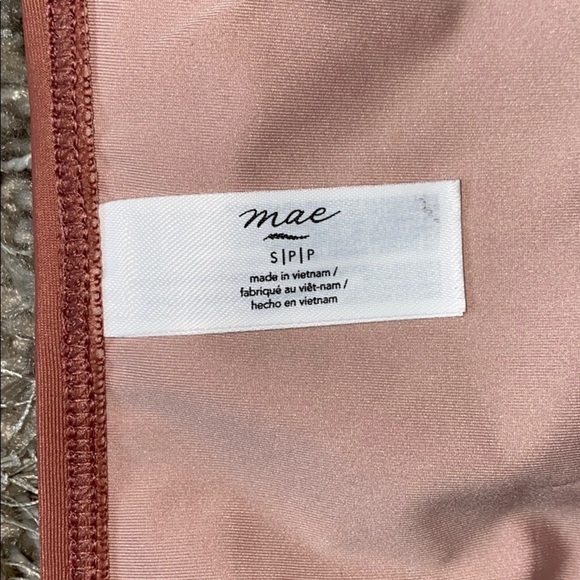 mae
S|P|P
made in vietnam /
fabriqué au viêt-nam /
hecho en vietnam